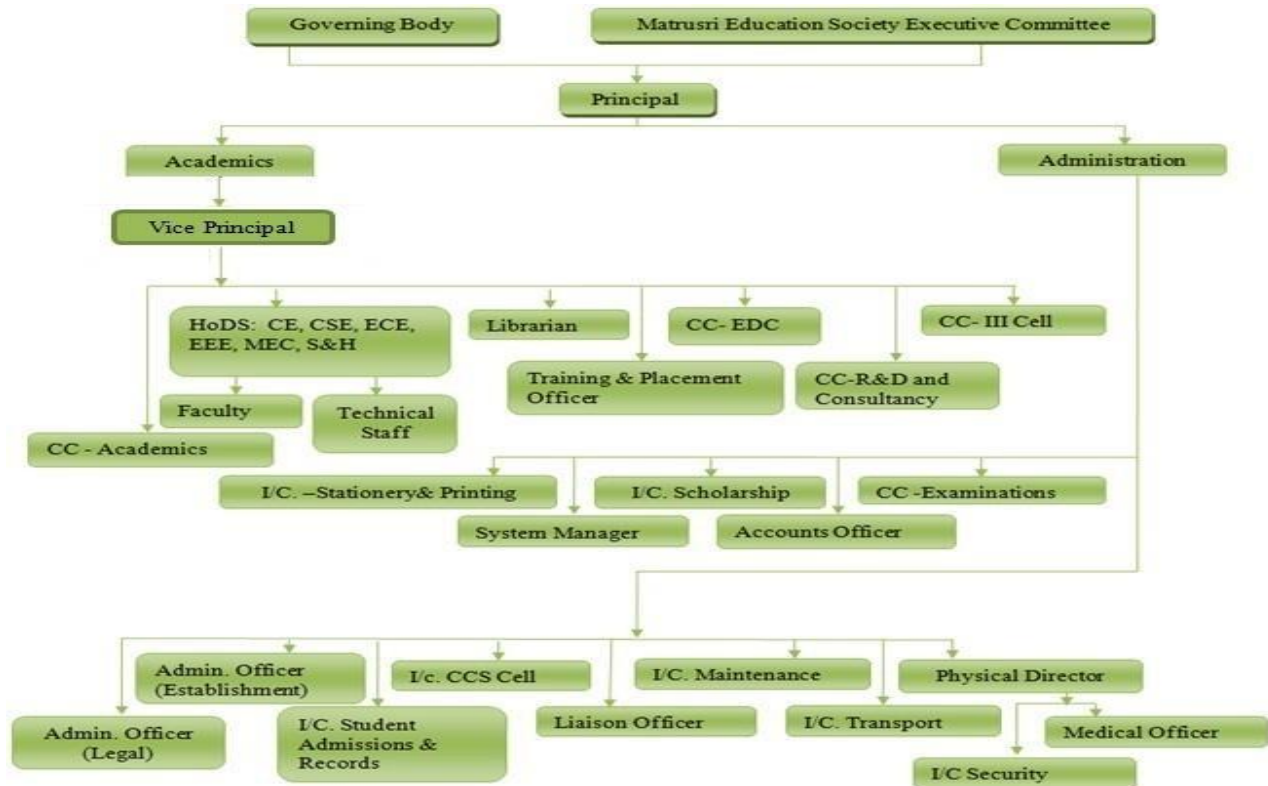 Governing Body
Matrusri Education Society Executive Committee
Principal
Academics
Administration
Vice Principal
HoDS: CE, CSE, ECE,
EEE, MEC, S&H
Librarian
CC- EDC
CC- III Cell
Training & Placement
Officer
CC-R&D and
Consultancy
Faculty
Technical
Staff
CC - Academics
I/C. –Stationery& Printing
I/C. Scholarship
CC -Examinations
System Manager
Accounts Officer
Admin. Officer
(Establishment)
I/c. CCS Cell
I/C. Maintenance
Physical Director
Admin. Officer
(Legal)
I/C. Student
Admissions &
Records
Liaison Officer
I/C. Transport
Medical Officer
I/C Security